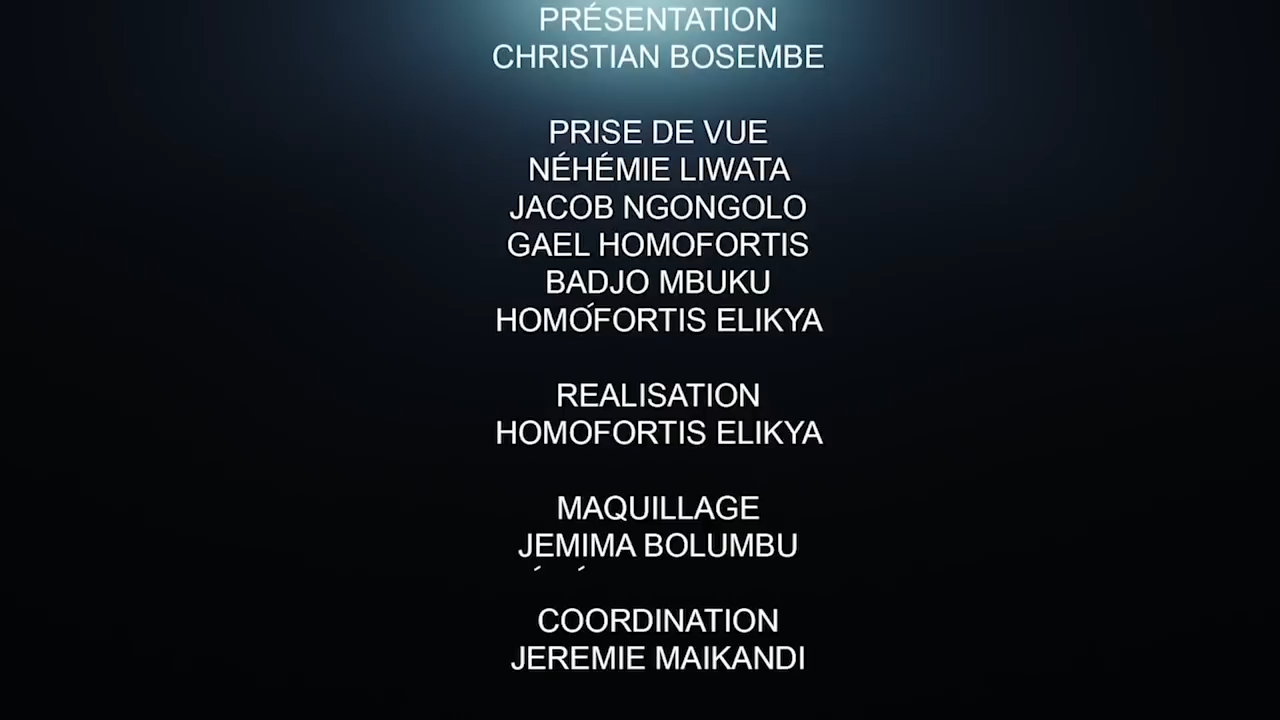 PRÉSENTATION
CHRISTIAN BOSEMBE
PRISE DE VUE
NÉHÉMIE LIWATA
JACOB NGONGOLO
GAEL HOMOFORTIS
BADJO MBUKU
HOMOFORTIS ELIKYA
REALISATION
HOMOFORTIS ELIKYA
MAQUILLAGE
JEMIMA BOLUMBU
COORDINATION
JEREMIE MAIKANDI